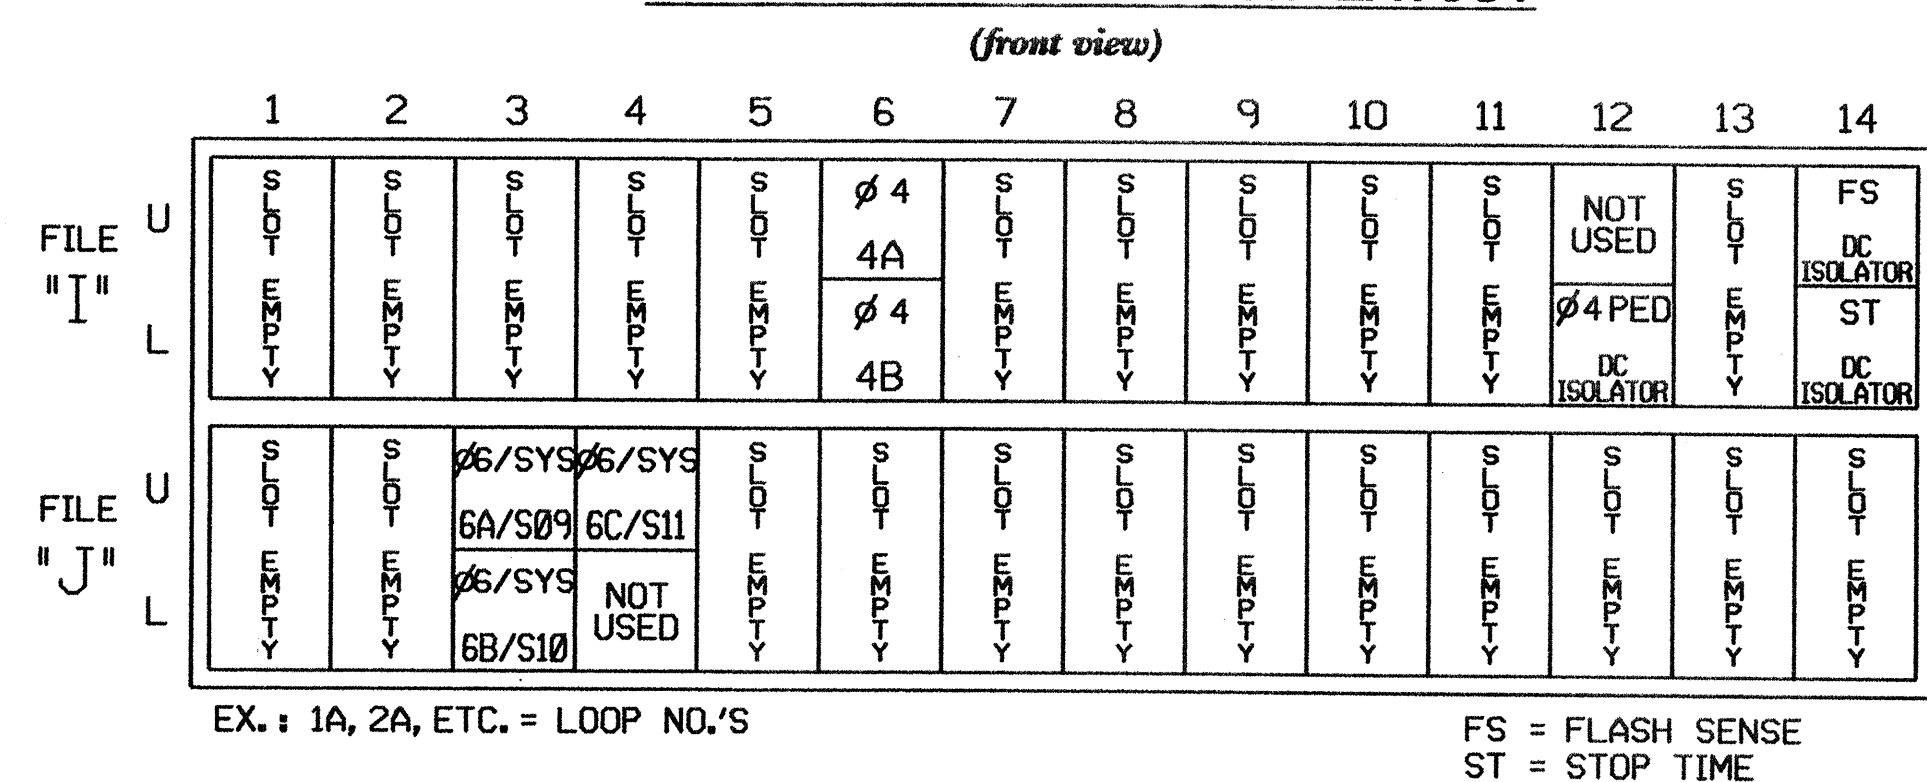 (front view)
1 2 3 4 5 6 7 8 9 10 11 12 13 14
FILE "I"
U
L
SLOT EMPTY
SLOT EMPTY
SLOT EMPTY
SLOT EMPTY
SLOT EMPTY
Ø 4
4A
Ø 4
4B
SLOT EMPTY
SLOT EMPTY
SLOT EMPTY
SLOT EMPTY
SLOT EMPTY
NOT
USED
Ø4 PED
DC
ISOLATOR
SLOT EMPTY
FS
DC
ISOLATOR
ST
DC
ISOLATOR
FILE "J"
U
L
SLOT EMPTY
SLOT EMPTY
Ø6/SYS
6A/SØ9
Ø6/SYS
6B/S1Ø
Ø6/SYS
6C/S11
NOT
USED
SLOT EMPTY
SLOT EMPTY
SLOT EMPTY
SLOT EMPTY
SLOT EMPTY
SLOT EMPTY
SLOT EMPTY
SLOT EMPTY
SLOT EMPTY
SLOT EMPTY
EX.: 1A, 2A, ETC. = LOOP NO.'S
FS = FLASH SENSE
ST = STOP TIME